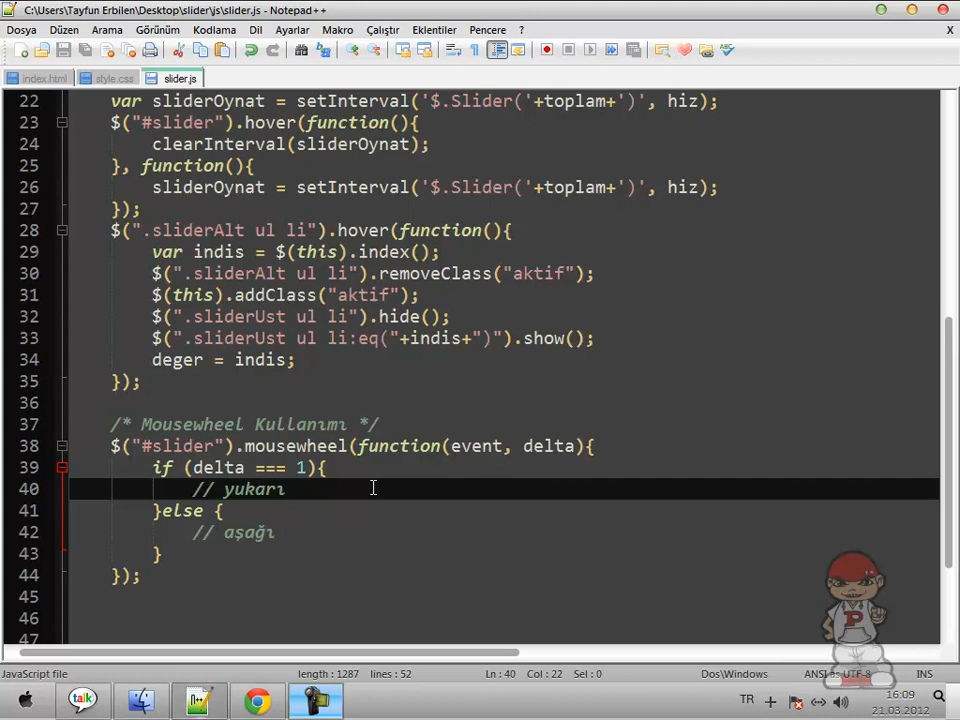 C:\Users\Tayfun Erbilen\Desktop\slider\js\slider.js - Notepad++
Dosya Düzen Arama Görünüm Kodlama Dil Ayarlar Makro Çalıştır Eklentiler Pencere ? X
index.html style.css slider.js
22 var sliderOynat = setInterval('$.Slider('+toplam+')', hiz);
23 $("#slider").hover(function(){
24 clearInterval(sliderOynat);
25 }, function(){
26 sliderOynat = setInterval('$.Slider('+toplam+')', hiz);
27 });
28 $(".sliderAlt ul li").hover(function(){
29 var indis = $(this).index();
30 $(".sliderAlt ul li").removeClass("aktif");
31 $(this).addClass("aktif");
32 $(".sliderUst ul li").hide();
33 $(".sliderUst ul li:eq("+indis+")").show();
34 deger = indis;
35 });
36
37 /* Mousewheel Kullanımı */
38 $("#slider").mousewheel(function(event, delta){
39 if (delta === 1){
40 // yukarı
41 }else {
42 // aşağı
43 }
44 });
45
46
47
JavaScript file length : 1287 lines : 52 Ln : 40 Col : 22 Sel : 0 Dos\Windows UTF-8 INS
talk TR 16:09
21.03.2012